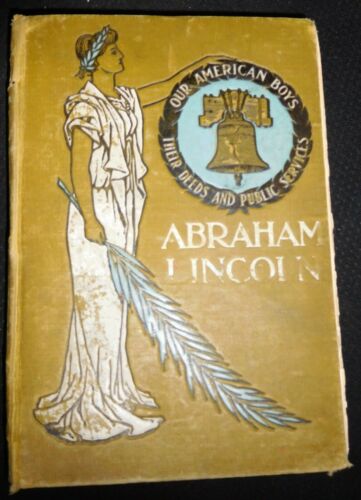 OUR AMERICAN BOYS
THEIR DEEDS AND PUBLIC SERVICES
ABRAHAM
LINCOLN